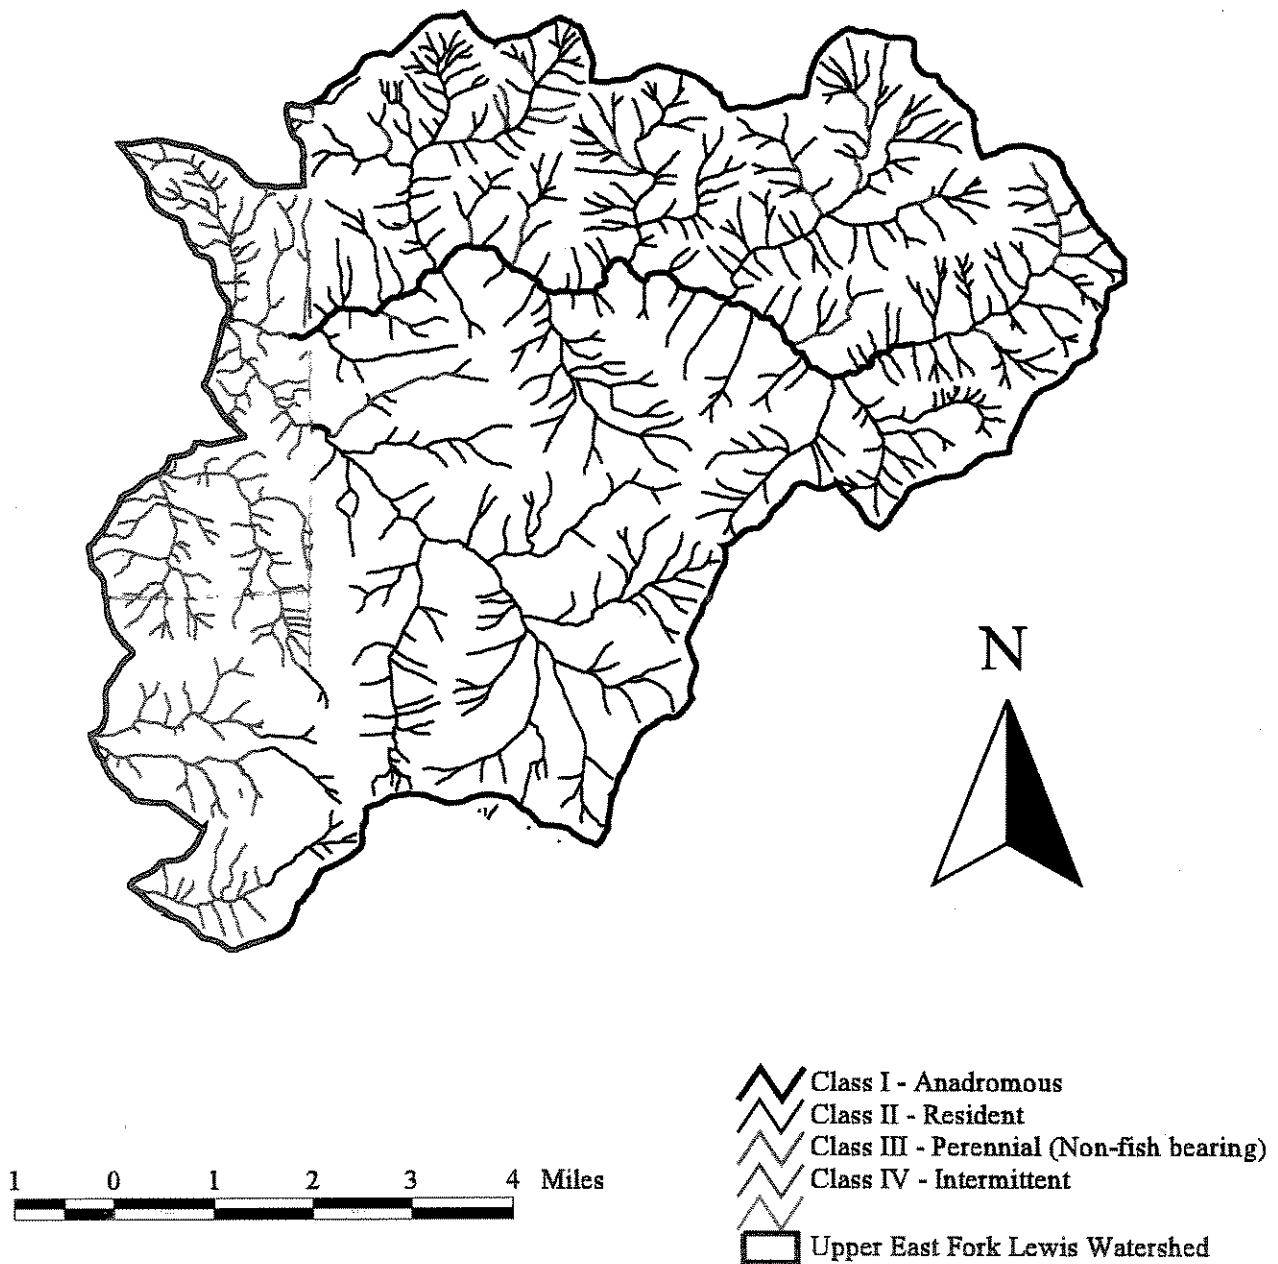 N
Class I - Anadromous
Class II - Resident
Class III - Perennial (Non-fish bearing)
Class IV - Intermittent
Upper East Fork Lewis Watershed
1 0 1 2 3 4 Miles